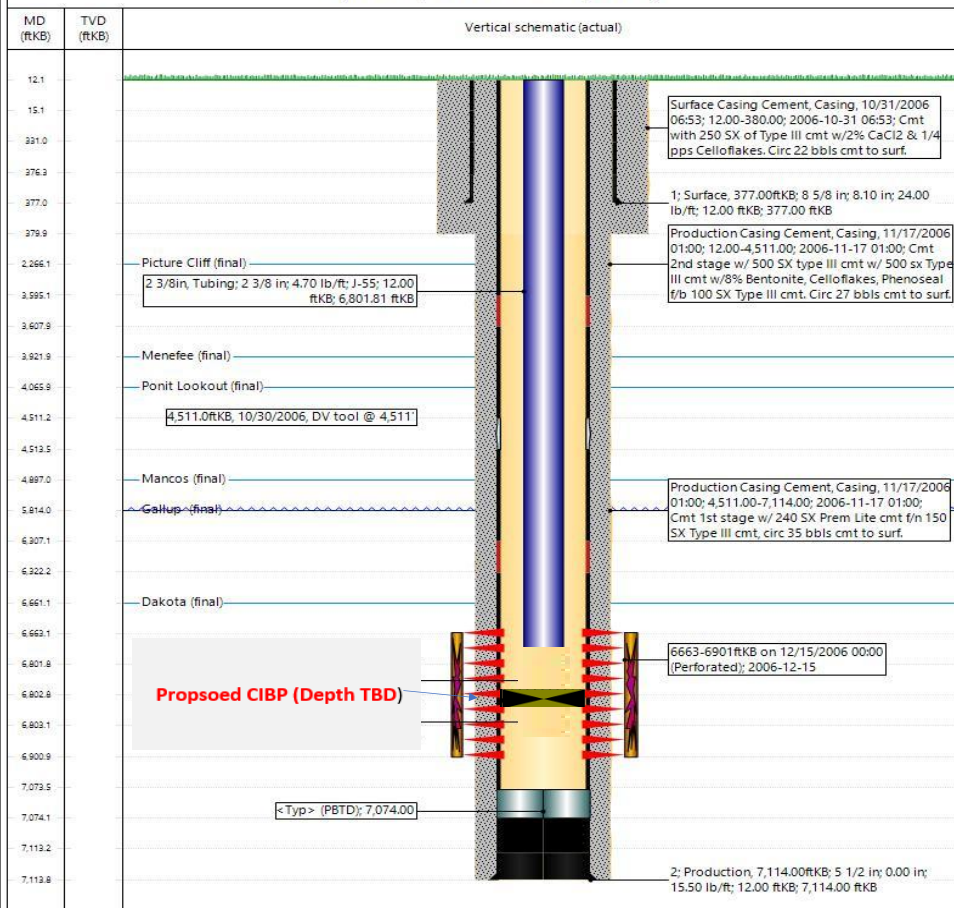 MD
(ftKB)
TVD
(ftKB)
Vertical schematic (actual)
12.1
15.1
331.0
376.3
377.0
379.9
2,266.1
3,595.1
3,607.9
3,921.9
4,065.9
4,511.2
4,513.5
4,897.0
5,814.0
6,307.1
6,322.2
6,661.1
6,663.1
6,801.8
6,802.8
6,803.1
6,900.9
7,073.5
7,074.1
7,113.2
7,113.8
Picture Cliff (final)
2 3/8in, Tubing; 2 3/8 in; 4.70 lb/ft; J-55; 12.00
ftKB; 6,801.81 ftKB
Menefee (final)
Ponit Lookout (final)
4,511.0ftKB, 10/30/2006, DV tool @ 4,511'
Mancos (final)
Gallup (final)
Dakota (final)
Propsoed CIBP (Depth TBD)
<Typ> (PBTD); 7,074.00
Surface Casing Cement, Casing, 10/31/2006
06:53; 12.00-380.00; 2006-10-31 06:53; Cmt
with 250 SX of Type III cmt w/2% CaCl2 & 1/4
pps Celloflakes. Circ 22 bbls cmt to surf.
1; Surface, 377.00ftKB; 8 5/8 in; 8.10 in; 24.00
lb/ft; 12.00 ftKB; 377.00 ftKB
Production Casing Cement, Casing, 11/17/2006
01:00; 12.00-4,511.00; 2006-11-17 01:00; Cmt
2nd stage w/ 500 SX type III cmt w/ 500 sx Type
III cmt w/8% Bentonite, Celloflakes, Phenoseal
f/b 100 SX Type III cmt. Circ 27 bbls cmt to surf.
Production Casing Cement, Casing, 11/17/2006
01:00; 4,511.00-7,114.00; 2006-11-17 01:00;
Cmt 1st stage w/ 240 SX Prem Lite cmt f/n 150
SX Type III cmt, circ 35 bbls cmt to surf.
6663-6901ftKB on 12/15/2006 00:00
(Perforated); 2006-12-15
2; Production, 7,114.00ftKB; 5 1/2 in; 0.00 in;
15.50 lb/ft; 12.00 ftKB; 7,114.00 ftKB